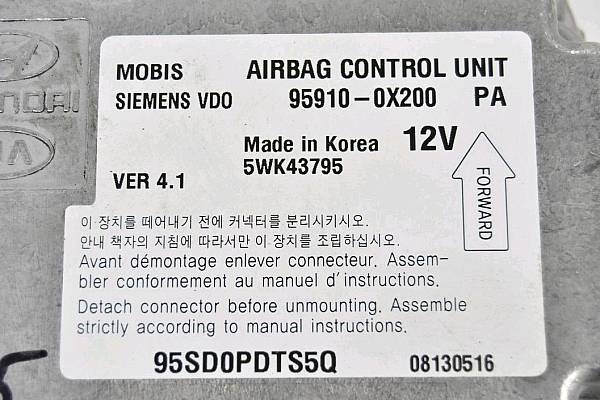 MOBIS AIRBAG CONTROL UNIT
SIEMENS VDO 95910-0X200 PA
Made in Korea 12V
5WK43795
VER 4.1
FORWARD
이 장치를 떼어내기 전에 커넥터를 분리시키시오.
안내 책자의 지침에 따라서만 이 장치를 조립하십시오.
Avant démontage enlever connecteur. Assem-
bler conformement au manuel d'instructions.
Detach connector before unmounting. Assemble
strictly according to manual instructions.
95SD0PDTS5Q 08130516
5